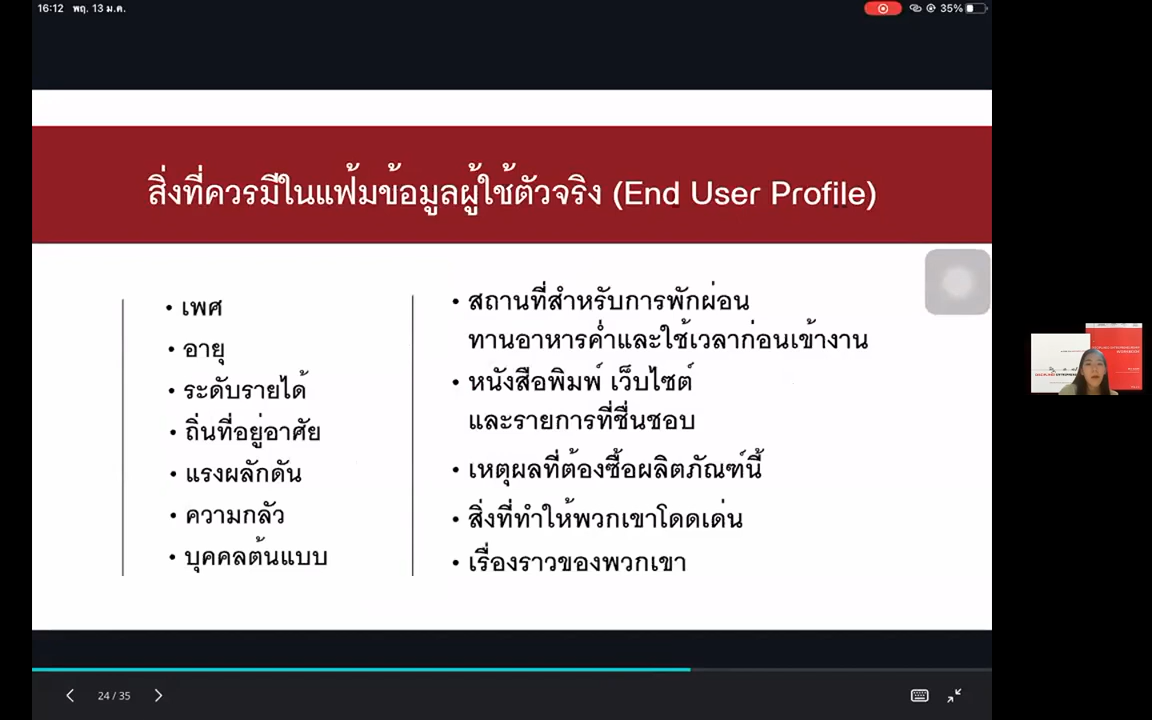 16:12 พฤ. 13 ม.ค.
35%
สิ่งที่ควรมีในแฟ้มข้อมูลผู้ใช้ตัวจริง (End User Profile)
• เพศ
• อายุ
• ระดับรายได้
• ถิ่นที่อยู่อาศัย
• แรงผลักดัน
• ความกลัว
• บุคคลต้นแบบ
• สถานที่สำหรับการพักผ่อน
ทานอาหารค่ำและใช้เวลาก่อนเข้างาน
• หนังสือพิมพ์ เว็บไซต์
และรายการที่ชื่นชอบ
• เหตุผลที่ต้องซื้อผลิตภัณฑ์นี้
• สิ่งที่ทำให้พวกเขาโดดเด่น
• เรื่องราวของพวกเขา
24 / 35